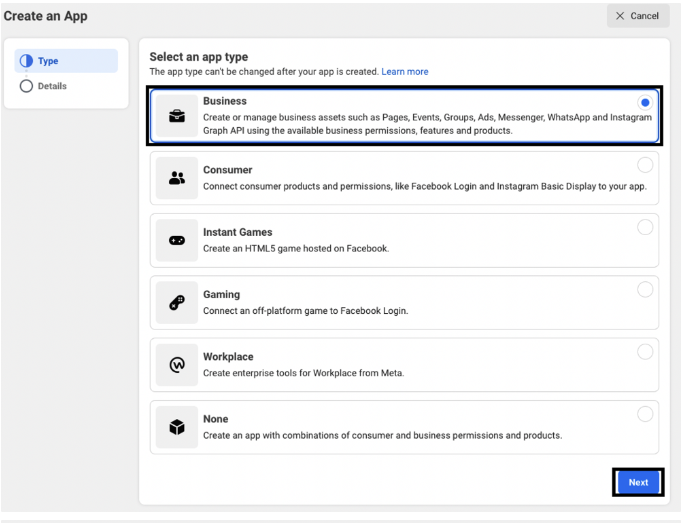 Create an App
Cancel
Type
Details
Select an app type
The app type can't be changed after your app is created. Learn more
Business
Create or manage business assets such as Pages, Events, Groups, Ads, Messenger, WhatsApp and Instagram
Graph API using the available business permissions, features and products.
Consumer
Connect consumer products and permissions, like Facebook Login and Instagram Basic Display to your app.
Instant Games
Create an HTML5 game hosted on Facebook.
Gaming
Connect an off-platform game to Facebook Login.
Workplace
Create enterprise tools for Workplace from Meta.
None
Create an app with combinations of consumer and business permissions and products.
Next